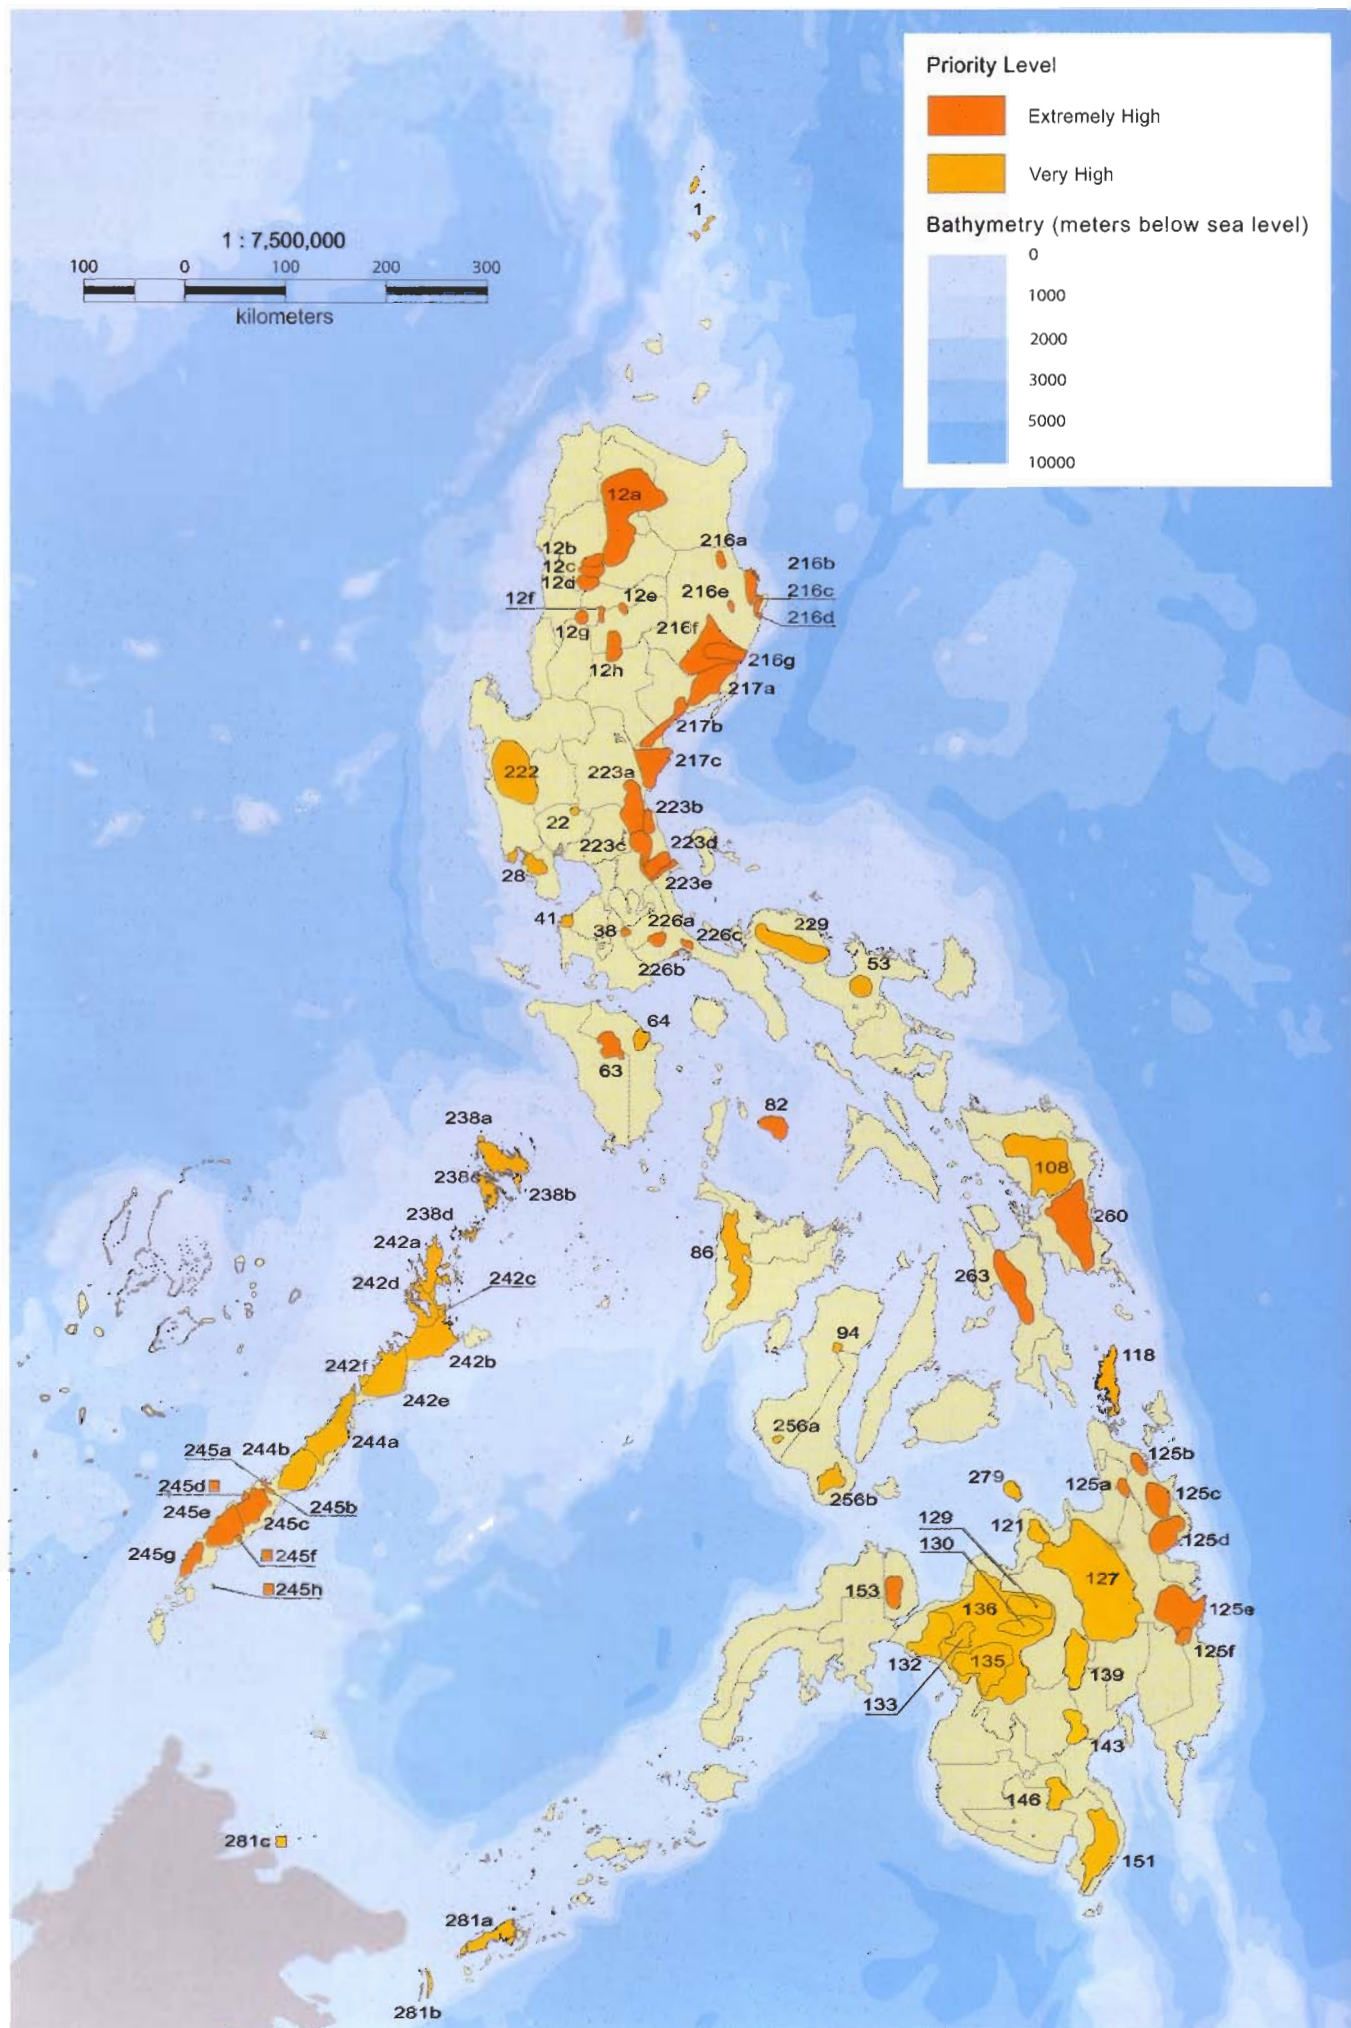 Priority Level
Extremely High
Very High
Bathymetry (meters below sea level)
0
1000
2000
3000
5000
10000
1 : 7,500,000
100 0 100 200 300
kilometers
1
12a
216a
12b
12c
12d
216b
216c
216d
12f
12e
216e
12g
216f
12h
216g
217a
217b
217c
222
223a
223b
22
223c
223d
28
223e
41
38
226a
226c
229
226b
53
64
63
82
238a
238c
238b
108
238d
260
242a
86
242c
263
242d
94
118
242f
242b
242e
256a
244a
245a
244b
125b
245d
279
125a
125c
245e
245b
256b
129
121
245c
130
125d
245g
245f
127
245h
153
136
125e
132
135
125f
139
133
143
146
281c
151
281a
281b